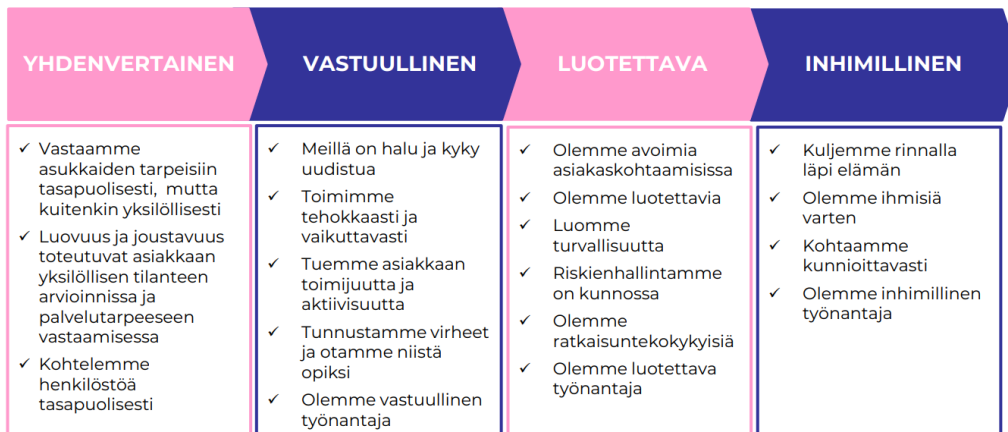 YHDENVERTAINEN
VASTUULLINEN
LUOTETTAVA
INHIMILLINEN
✓ Vastaamme
asukkaiden tarpeisiin
tasapuolisesti, mutta
kuitenkin yksilöllisesti
✓ Luovuus ja joustavuus
toteutuvat asiakkaan
yksilöllisen tilanteen
arvioinnissa ja
palvelutarpeeseen
vastaamisessa
✓ Kohtelemme
henkilöstöä
tasapuolisesti
✓ Meillä on halu ja kyky
uudistua
✓ Toimimme
tehokkaasti ja
vaikuttavasti
✓ Tuemme asiakkaan
toimijuutta ja
aktiivisuutta
✓ Tunnustamme virheet
ja otamme niistä
opiksi
✓ Olemme vastuullinen
työnantaja
✓ Olemme avoimia
asiakaskohtaamisissa
✓ Olemme luotettavia
✓ Luomme
turvallisuutta
✓ Riskienhallintamme
on kunnossa
✓ Olemme
ratkaisuntekokykyisiä
✓ Olemme luotettava
työnantaja
✓ Kuljemme rinnalla
läpi elämän
✓ Olemme ihmisiä
varten
✓ Kohtaamme
kunnioittavasti
✓ Olemme inhimillinen
työnantaja